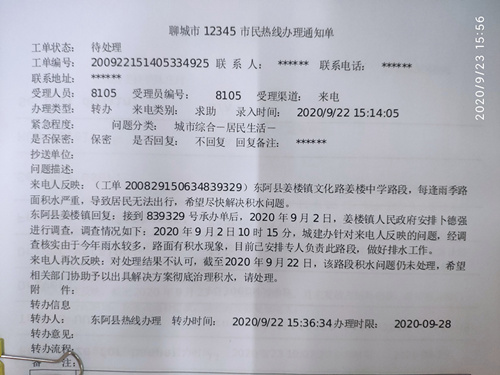 聊城市 12345 市民热线办理通知单
工单状态： 待处理
工单编号： 200922151405334925 联 系 人： ****** 联系电话： ******
联系地址： ******
受理人员： 8105 受理员编号： 8105 受理渠道： 来电
办理类型： 转办 来电类别： 求助 录入时间： 2020/9/22 15:14:05
紧急程度： 问题分类： 城市综合－居民生活－
是否保密： 保密 是否回复： 不回复 回复备注： ******
抄送单位：
问题描述：
来电人反映：（工单 200829150634839329）东阿县姜楼镇文化路姜楼中学路段，每逢雨季路
面积水严重，导致居民无法出行，希望尽快解决积水问题。
东阿县姜楼镇回复：接到 839329 号承办单后，2020 年 9 月 2 日，姜楼镇人民政府安排卜德强
进行调查，调查情况如下：2020 年 9 月 2 日 10 时 15 分，城建办针对来电人反映的问题，经调
查核实由于今年雨水较多，路面有积水现象，目前已安排专人负责此路段，做好排水工作。
来电人再次反映：对处理结果不认可，截至 2020 年 9 月 22 日，该路段积水问题仍未处理，希望
相关部门协助予以出具解决方案彻底治理积水，请处理。
附 件：
转办信息
转办人： 东阿县热线办理 转办时间： 2020/9/22 15:36:34 办理时限： 2020-09-28
转办意见：
转办流程：
备 注：
2020/9/23 15:56